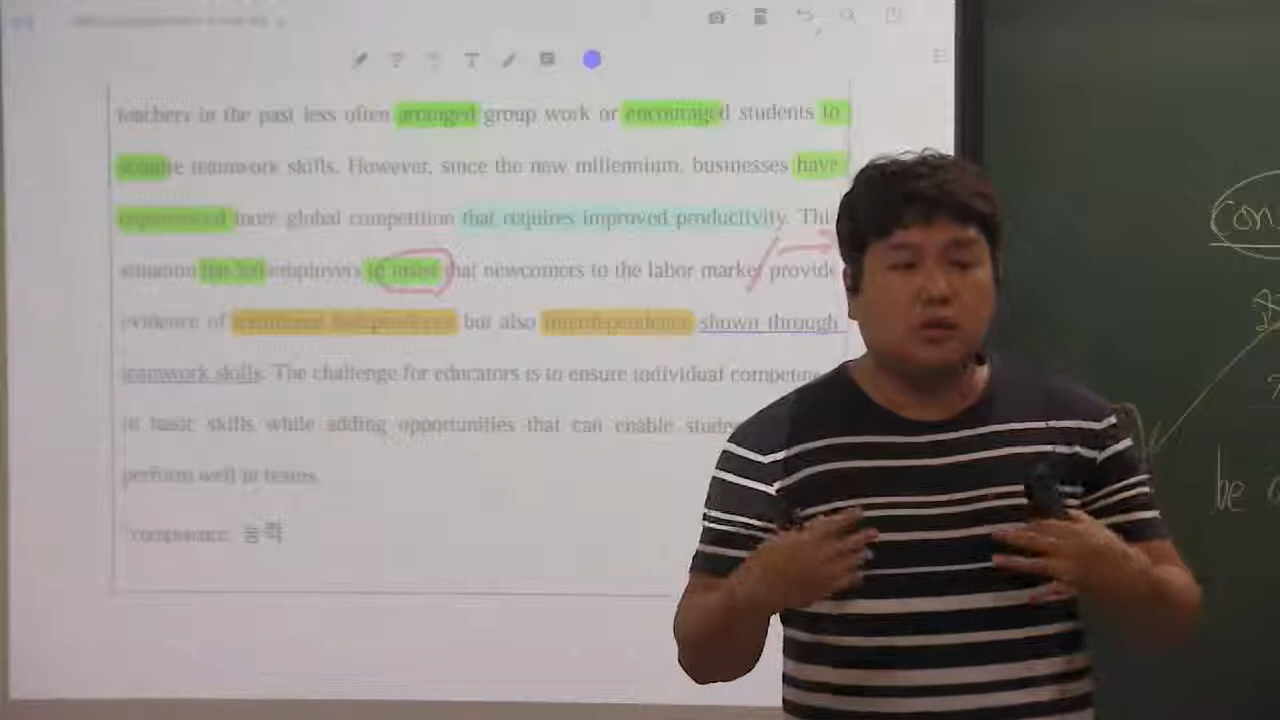 teachers in the past less often arranged group work or encouraged students to
acquire teamwork skills. However, since the new millennium, businesses have
experienced more global competition that requires improved productivity. This
situation has led employers to insist that newcomers to the labor market provide
evidence of but also interdependence shown through
teamwork skills. The challenge for educators is to ensure individual competence
in basic skills while adding opportunities that can enable
perform well in teams.
*competence: 능력
con
be